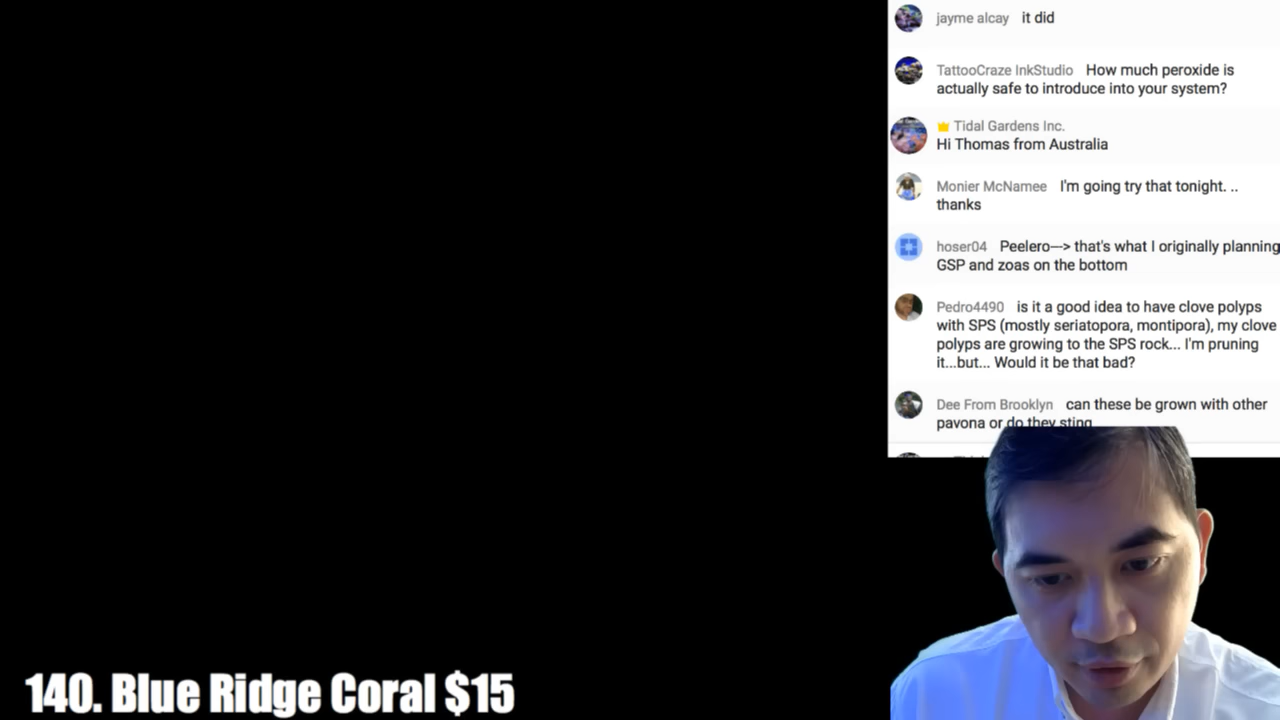 jayme alcay it did
TattooCraze InkStudio How much peroxide is
actually safe to introduce into your system?
Tidal Gardens Inc.
Hi Thomas from Australia
Monier McNamee I'm going try that tonight. ..
thanks
hoser04 Peelero---> that's what I originally planning
GSP and zoas on the bottom
Pedro4490 is it a good idea to have clove polyps
with SPS (mostly seriatopora, montipora), my clove
polyps are growing to the SPS rock... I'm pruning
it...but... Would it be that bad?
Dee From Brooklyn can these be grown with other
pavona or do they sting
140. Blue Ridge Coral $15